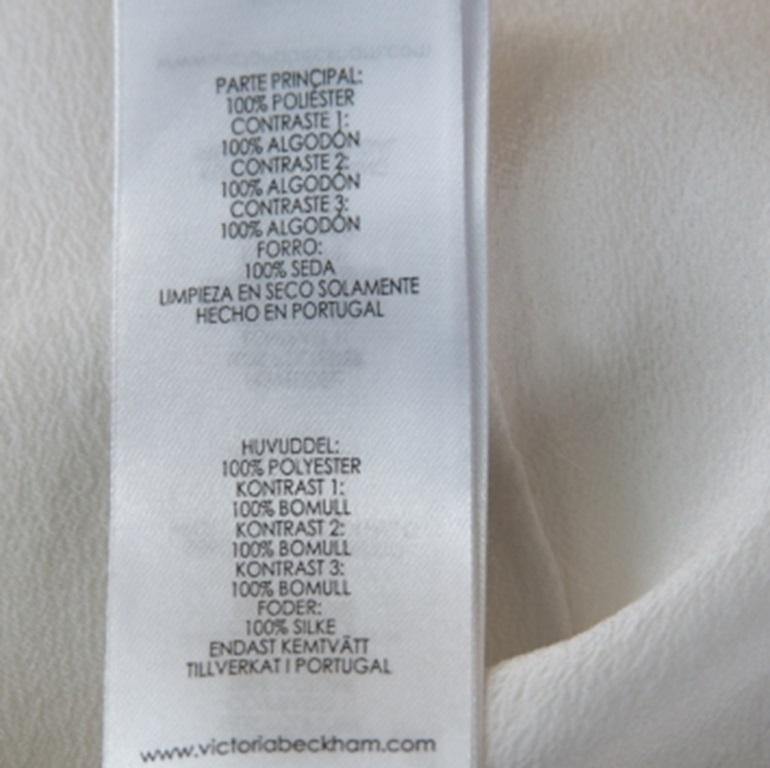 PARTE PRINCIPAL:
100% POLIÉSTER
CONTRASTE 1:
100% ALGODÓN
CONTRASTE 2:
100% ALGODÓN
CONTRASTE 3:
100% ALGODÓN
FORRO:
100% SEDA
LIMPIEZA EN SECO SOLAMENTE
HECHO EN PORTUGAL
HUVUDDEL:
100% POLYESTER
KONTRAST 1:
100% BOMULL
KONTRAST 2:
100% BOMULL
KONTRAST 3:
100% BOMULL
FODER:
100% SILKE
ENDAST KEMTVÄTT
TILLVERKAT I PORTUGAL
www.victoriabeckham.com